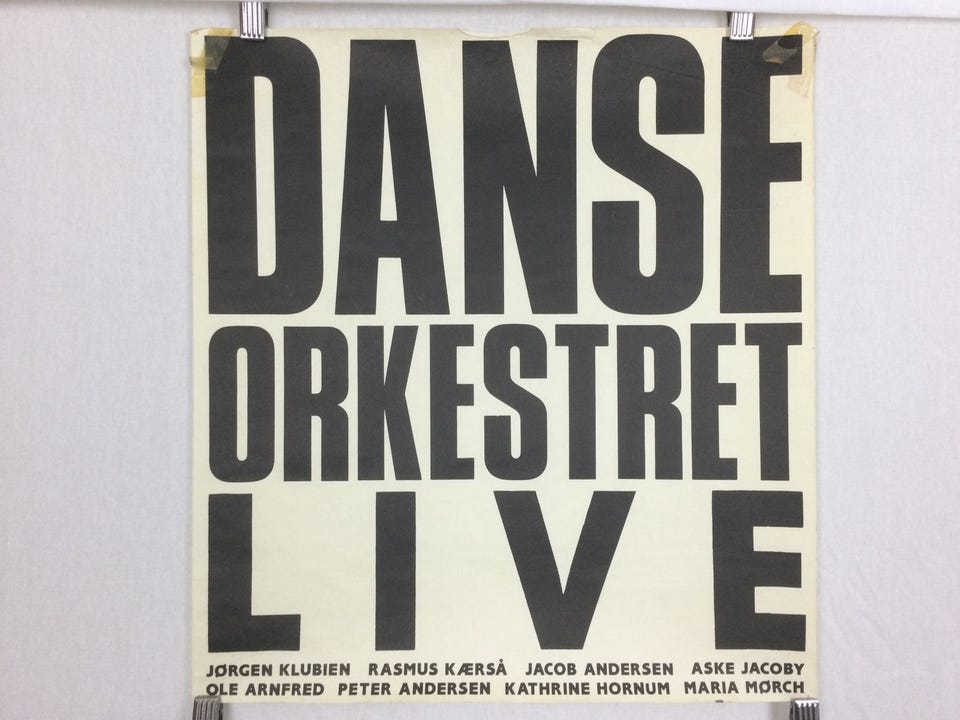 DANSE
ORKESTRET
LIVE
JØRGEN KLUBIEN RASMUS KÆRSÅ JACOB ANDERSEN ASKE JACOBY
OLE ARNFRED PETER ANDERSEN KATHRINE HORNUM MARIA MØRCH